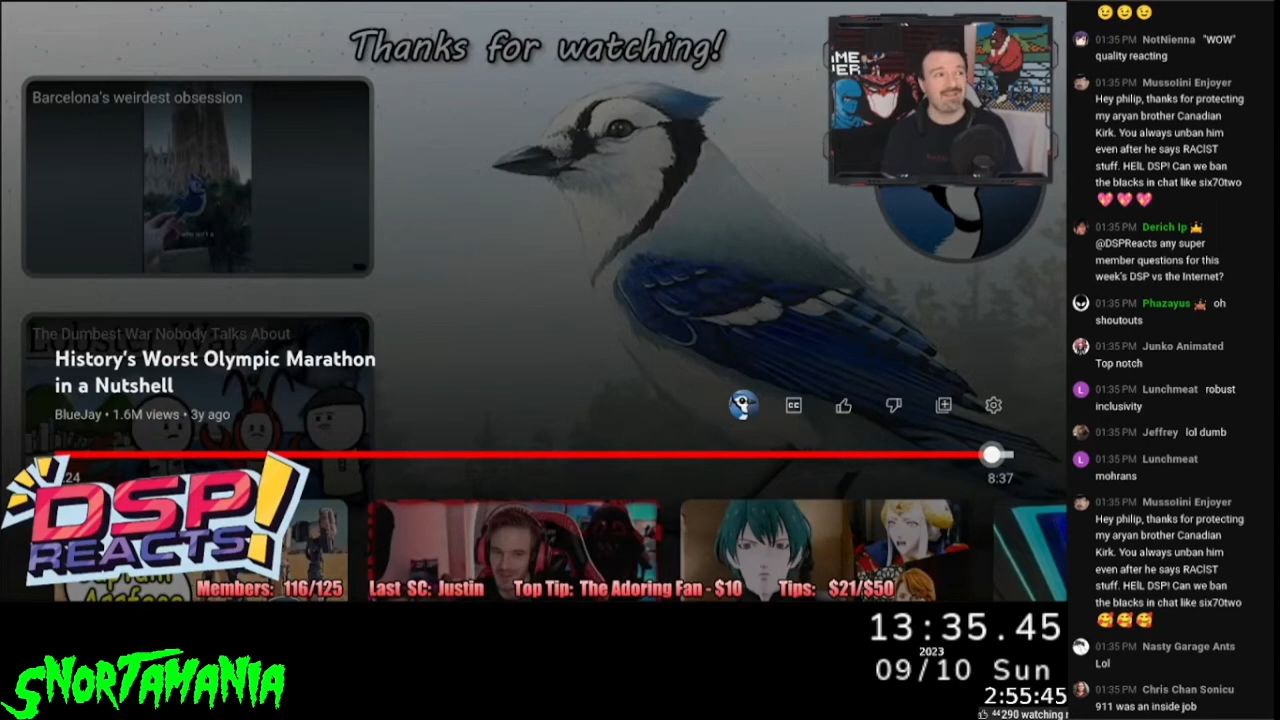 Thanks for watching!
Barcelona's weirdest obsession
GAME
OVER
The Dumbest War Nobody Talks About
History's Worst Olympic Marathon
in a Nutshell
BlueJay • 1.6M views • 3y ago
CC
:24
8:37
DSP
REACTS!
Members: 116/125
Last SC: Justin
Top Tip: The Adoring Fan - $10
Tips: $21/$50
SNORTAMANIA
13:35.45
2023
09/10 Sun
2:55:45
290 watching
😉😉😉
01:35 PM NotNienna "WOW"
quality reacting
01:35 PM Mussolini Enjoyer
Hey philip, thanks for protecting
my aryan brother Canadian
Kirk. You always unban him
even after he says RACIST
stuff. HEIL DSP! Can we ban
the blacks in chat like six70two
💖💖💖
01:35 PM Derich Ip
@DSPReacts any super
member questions for this
week's DSP vs the Internet?
01:35 PM Phazayus oh
shoutouts
01:35 PM Junko Animated
Top notch
L 01:35 PM Lunchmeat robust
inclusivity
01:35 PM Jeffrey lol dumb
L 01:35 PM Lunchmeat
mohrans
01:35 PM Mussolini Enjoyer
Hey philip, thanks for protecting
my aryan brother Canadian
Kirk. You always unban him
even after he says RACIST
stuff. HEIL DSP! Can we ban
the blacks in chat like six70two
🥰🥰🥰
01:35 PM Nasty Garage Ants
Lol
01:35 PM Chris Chan Sonicu
911 was an inside job